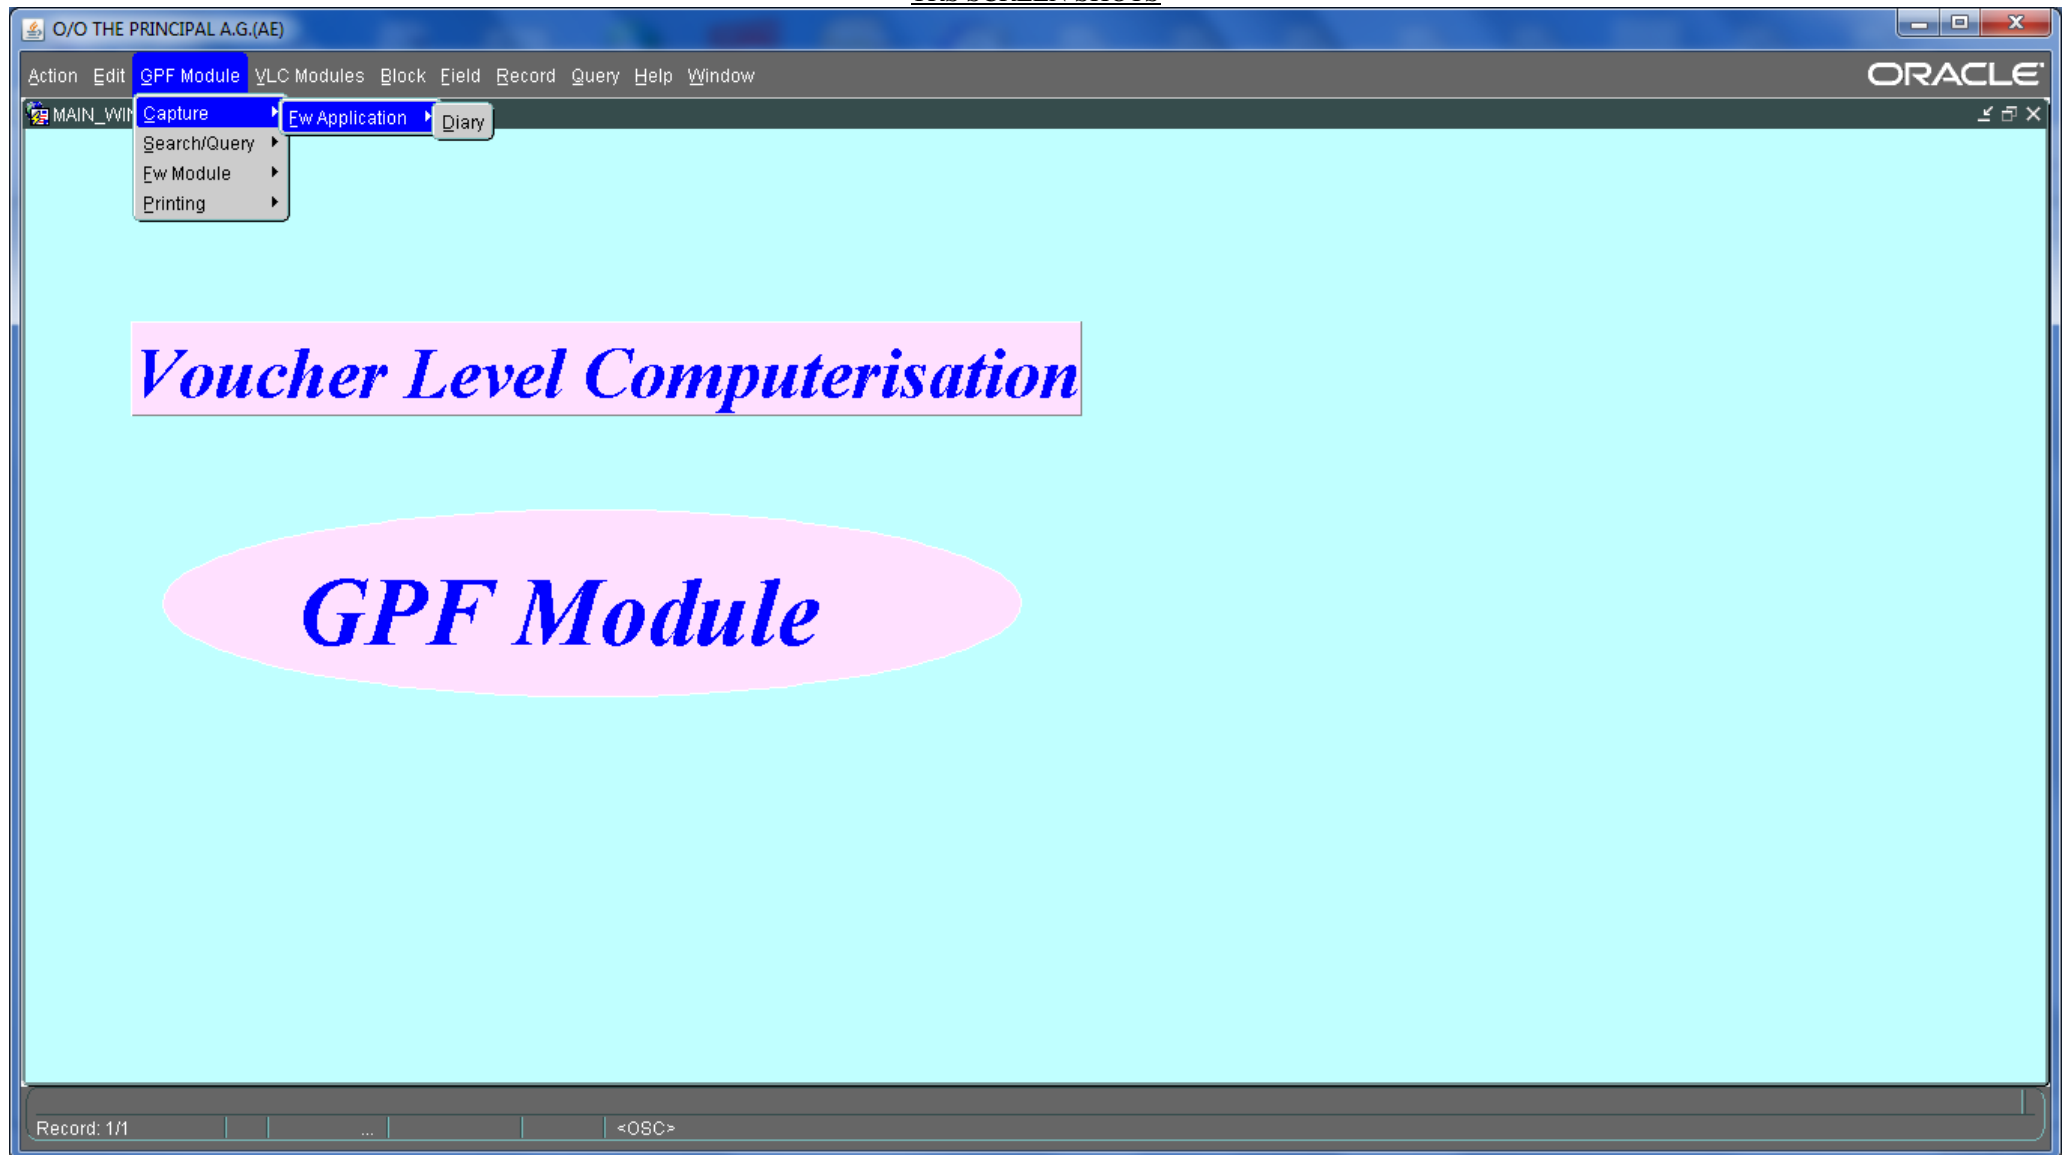 O/O THE PRINCIPAL A.G.(AE)
Action Edit GPF Module VLC Modules Block Field Record Query Help Window
ORACLE
Capture
Fw Application
Diary
Search/Query
Fw Module
Printing
Voucher Level Computerisation
GPF Module
Record: 1/1
...
<OSC>